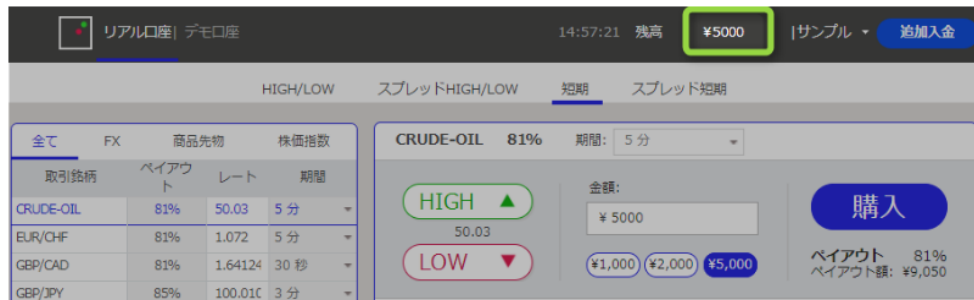 リアル口座| デモ口座 14:57:21 残高 ¥5000 |サンプル 追加入金
HIGH/LOW スプレッドHIGH/LOW 短期 スプレッド短期
全て FX 商品先物 株価指数
取引銘柄 ペイアウ
ト レート 期間
CRUDE-OIL 81% 50.03 5 分
EUR/CHF 81% 1.072 5 分
GBP/CAD 81% 1.64124 30 秒
GBP/JPY 85% 100.010 3 分
CRUDE-OIL 81% 期間: 5 分
HIGH
50.03
LOW
金額:
¥ 5000
¥1,000 ¥2,000 ¥5,000
購入
ペイアウト 81%
ペイアウト額: ¥9,050